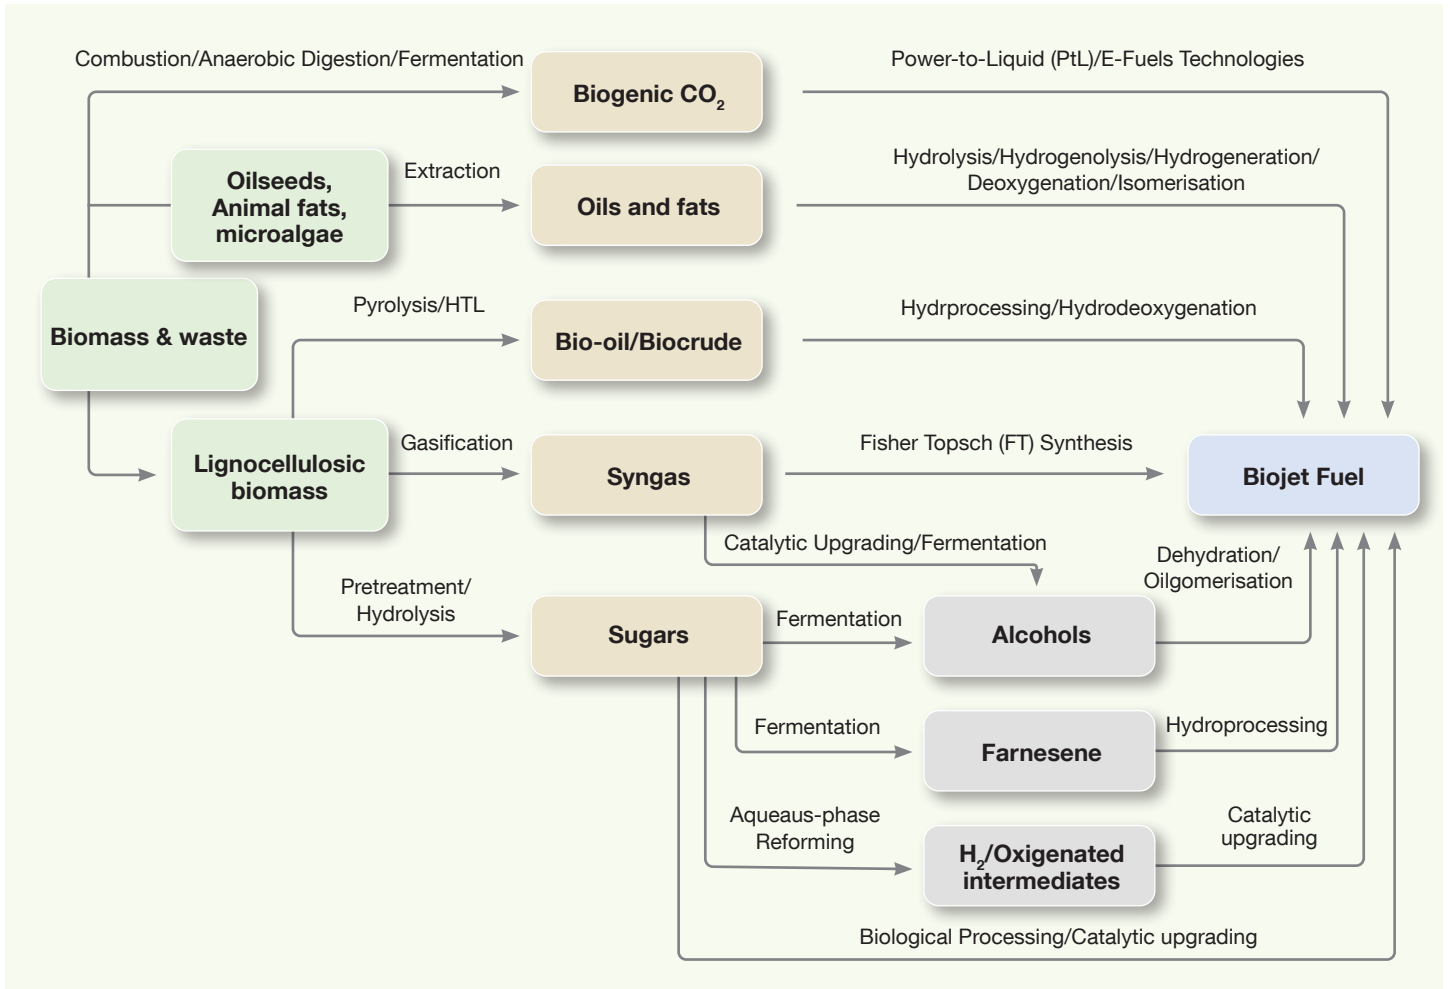 Combustion/Anaerobic Digestion/Fermentation
Biogenic CO₂
Power-to-Liquid (PtL)/E-Fuels Technologies
Oilseeds,
Animal fats,
microalgae
Extraction
Oils and fats
Hydrolysis/Hydrogenolysis/Hydrogeneration/
Deoxygenation/Isomerisation
Biomass & waste
Pyrolysis/HTL
Bio-oil/Biocrude
Hydrprocessing/Hydrodeoxygenation
Lignocellulosic
biomass
Gasification
Syngas
Fisher Topsch (FT) Synthesis
Biojet Fuel
Catalytic Upgrading/Fermentation
Dehydration/
Oilgomerisation
Pretreatment/
Hydrolysis
Sugars
Fermentation
Alcohols
Fermentation
Farnesene
Hydroprocessing
Aqueaus-phase
Reforming
H₂/Oxigenated
intermediates
Catalytic
upgrading
Biological Processing/Catalytic upgrading